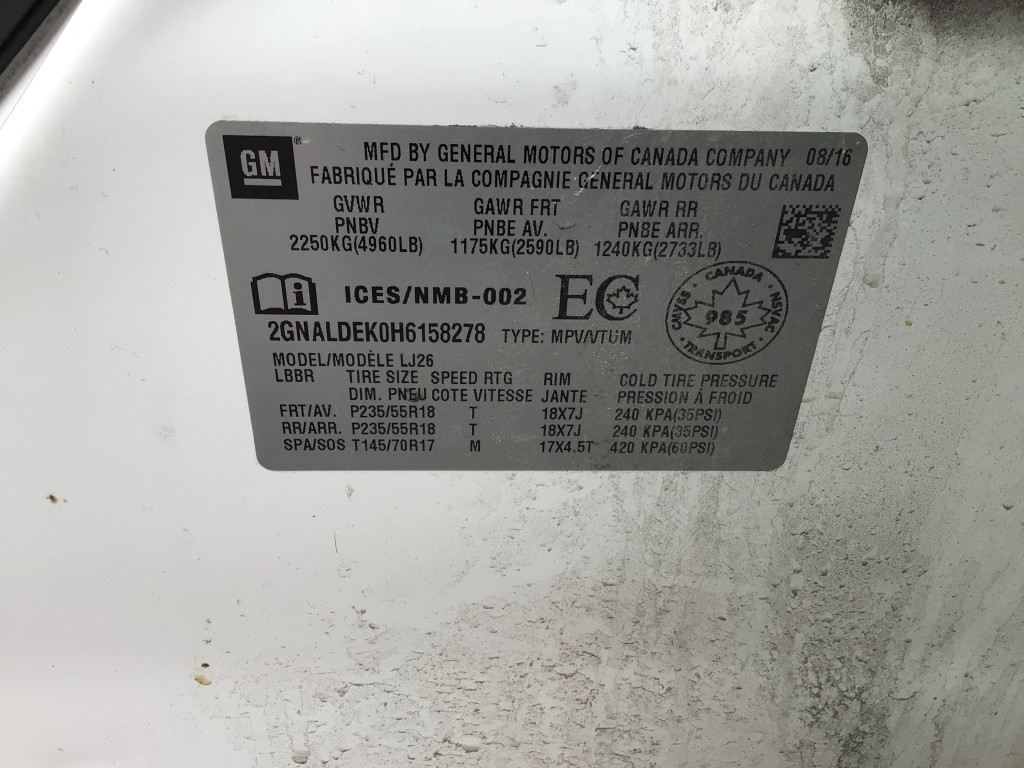 GM
MFD BY GENERAL MOTORS OF CANADA COMPANY 08/16
FABRIQUÉ PAR LA COMPAGNIE GENERAL MOTORS DU CANADA
GVWR GAWR FRT GAWR RR
PNBV PNBE AV. PNBE ARR.
2250KG(4960LB) 1175KG(2590LB) 1240KG(2733LB)
ICES/NMB-002 EC
CANADA
CMVSS 985 NSVAC
TRANSPORT
2GNALDEK0H6158278 TYPE: MPV/VTUM
MODEL/MODÈLE LJ26
LBBR TIRE SIZE SPEED RTG RIM COLD TIRE PRESSURE
DIM. PNEU COTE VITESSE JANTE PRESSION À FROID
FRT/AV. P235/55R18 T 18X7J 240 KPA(35PSI)
RR/ARR. P235/55R18 T 18X7J 240 KPA(35PSI)
SPA/SOS T145/70R17 M 17X4.5T 420 KPA(60PSI)